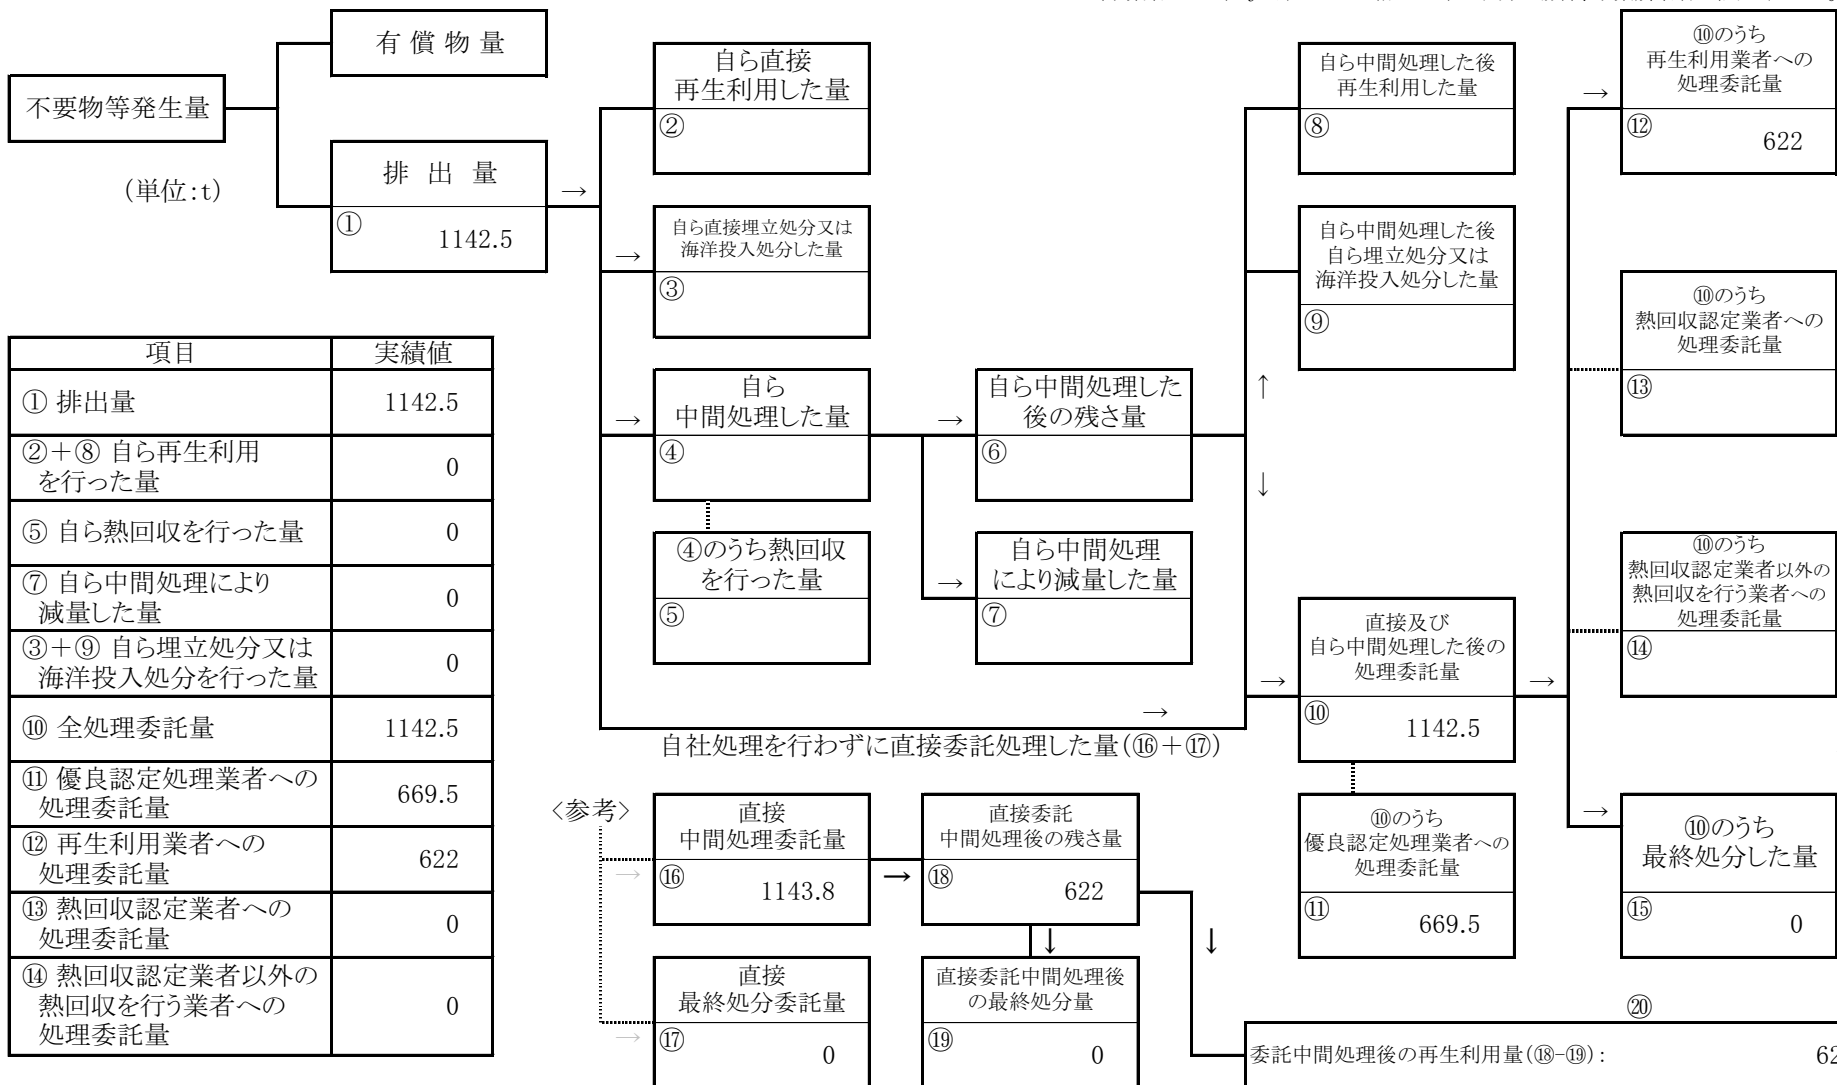 有 償 物 量
不要物等発生量
(単位:t)
排 出 量
①
1142.5
→
自ら直接
再生利用した量
②
→
自ら直接埋立処分又は
海洋投入処分した量
③
→
自ら
中間処理した量
④
④のうち熱回収
を行った量
⑤
→
自ら中間処理した
後の残さ量
⑥
→
自ら中間処理
により減量した量
⑦
自ら中間処理した後
再生利用した量
⑧
自ら中間処理した後
自ら埋立処分又は
海洋投入処分した量
⑨
↑
↓
→
直接及び
自ら中間処理した後の
処理委託量
⑩
1142.5
→
⑩のうち
優良認定処理業者への
処理委託量
⑪
669.5
→
⑩のうち
再生利用業者への
処理委託量
⑫
622
⑩のうち
熱回収認定業者への
処理委託量
⑬
⑩のうち
熱回収認定業者以外の
熱回収を行う業者への
処理委託量
⑭
→
⑩のうち
最終処分した量
⑮
0
→
自社処理を行わずに直接委託処理した量(⑯+⑰)
項目 実績値
① 排出量 1142.5
②+⑧ 自ら再生利用
を行った量 0
⑤ 自ら熱回収を行った量 0
⑦ 自ら中間処理により
減量した量 0
③+⑨ 自ら埋立処分又は
海洋投入処分を行った量 0
⑩ 全処理委託量 1142.5
⑪ 優良認定処理業者への
処理委託量 669.5
⑫ 再生利用業者への
処理委託量 622
⑬ 熱回収認定業者への
処理委託量 0
⑭ 熱回収認定業者以外の
熱回収を行う業者への
処理委託量 0
〈参考〉
→
直接
中間処理委託量
⑯
1143.8
→
直接委託
中間処理後の残さ量
⑱
622
↓
↓
→
直接
最終処分委託量
⑰
0
直接委託中間処理後
の最終処分量
⑲
0
⑳
委託中間処理後の再生利用量(⑱-⑲):